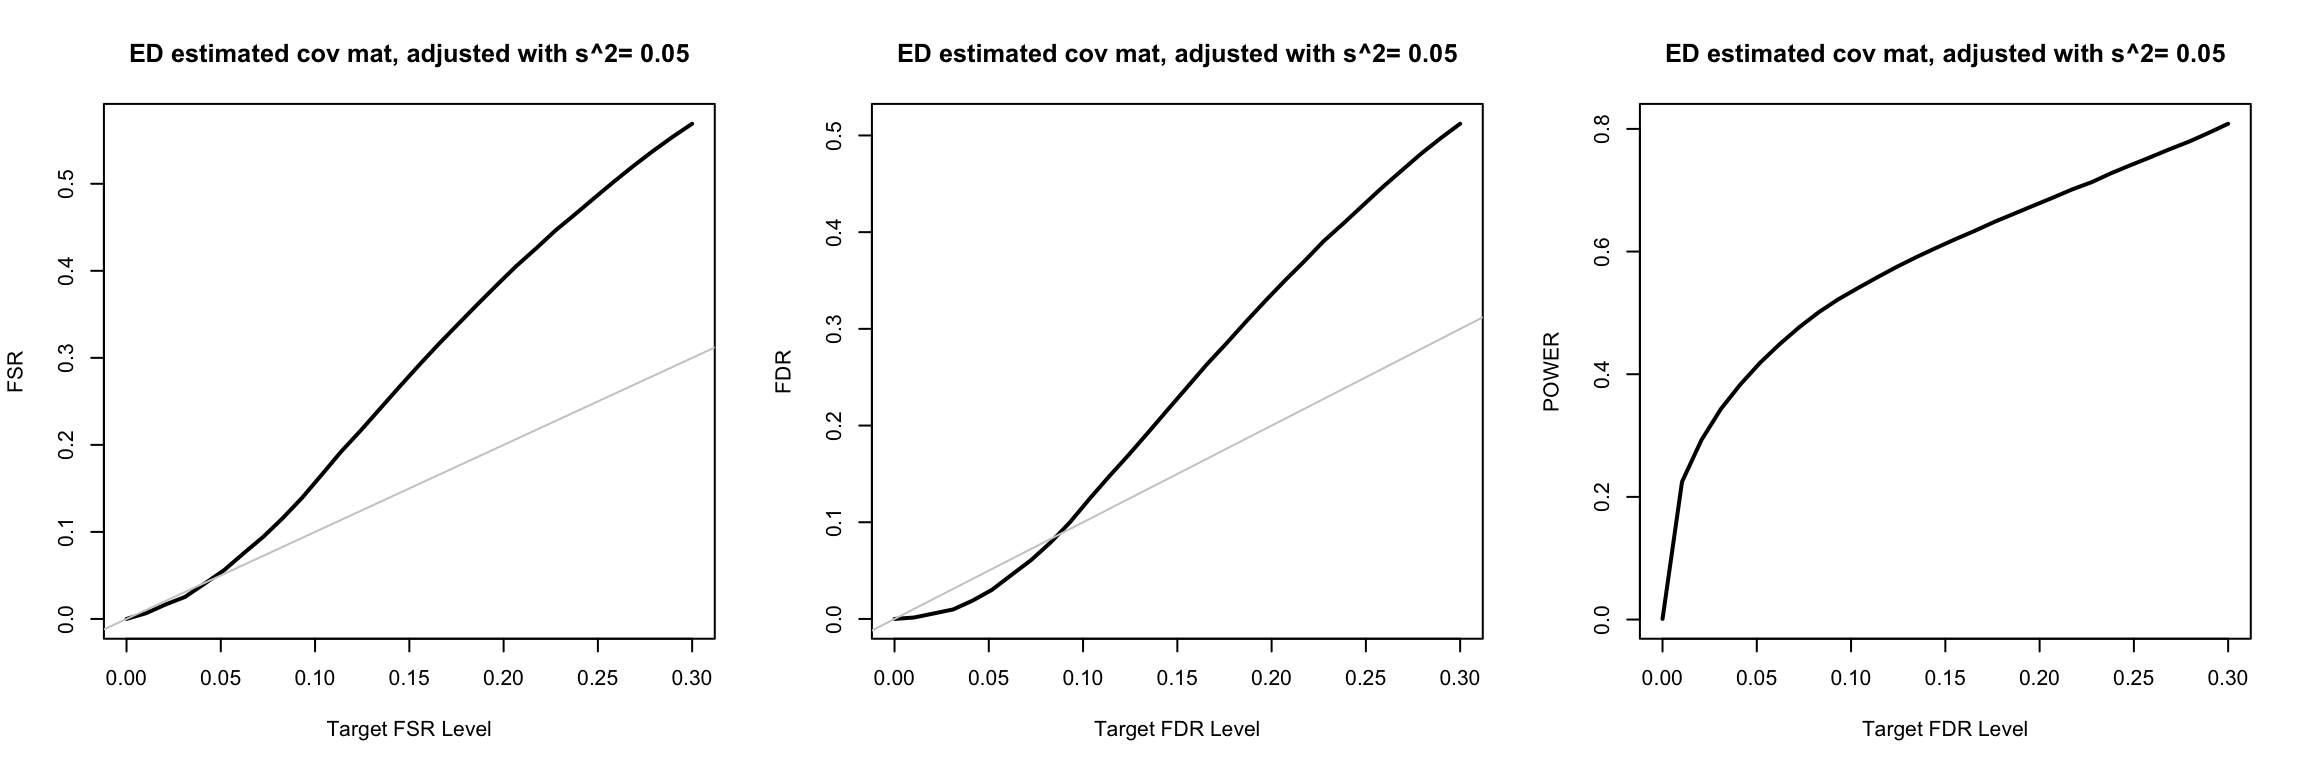 ED estimated cov mat, adjusted with s^2= 0.05
FSR
0.5
0.4
0.3
0.2
0.1
0.0
0.00 0.05 0.10 0.15 0.20 0.25 0.30
Target FSR Level
ED estimated cov mat, adjusted with s^2= 0.05
FDR
0.5
0.4
0.3
0.2
0.1
0.0
0.00 0.05 0.10 0.15 0.20 0.25 0.30
Target FDR Level
ED estimated cov mat, adjusted with s^2= 0.05
POWER
0.8
0.6
0.4
0.2
0.0
0.00 0.05 0.10 0.15 0.20 0.25 0.30
Target FDR Level